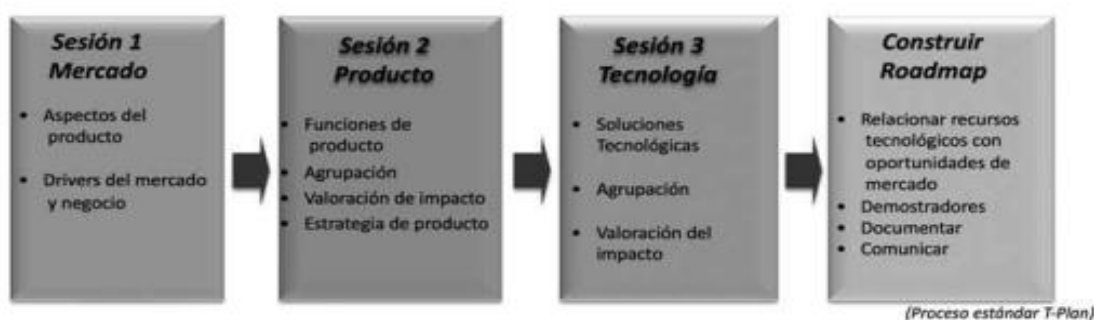 Sesión 1
Mercado
• Aspectos del
producto
• Drivers del mercado
y negocio
Sesión 2
Producto
• Funciones de
producto
• Agrupación
• Valoración de impacto
• Estrategia de producto
Sesión 3
Tecnología
• Soluciones
Tecnológicas
• Agrupación
• Valoración del
impacto
Construir
Roadmap
• Relacionar recursos
tecnológicos con
oportunidades de
mercado
• Demostradores
• Documentar
• Comunicar
(Proceso estándar T-Plan)